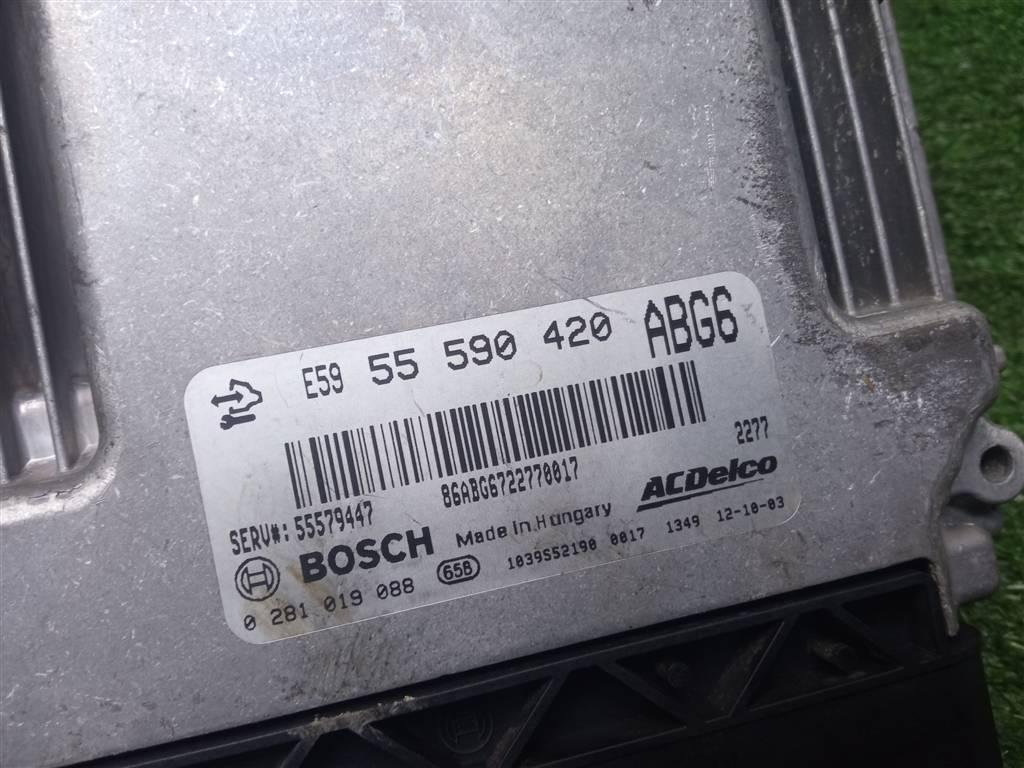 E59 55 590 420 ABG6
2277
86ABG6722770017
SERV#: 55579447
ACDelco
BOSCH 658 Made in Hungary
0 281 019 088 1039S52190 0017 1349 12-10-03